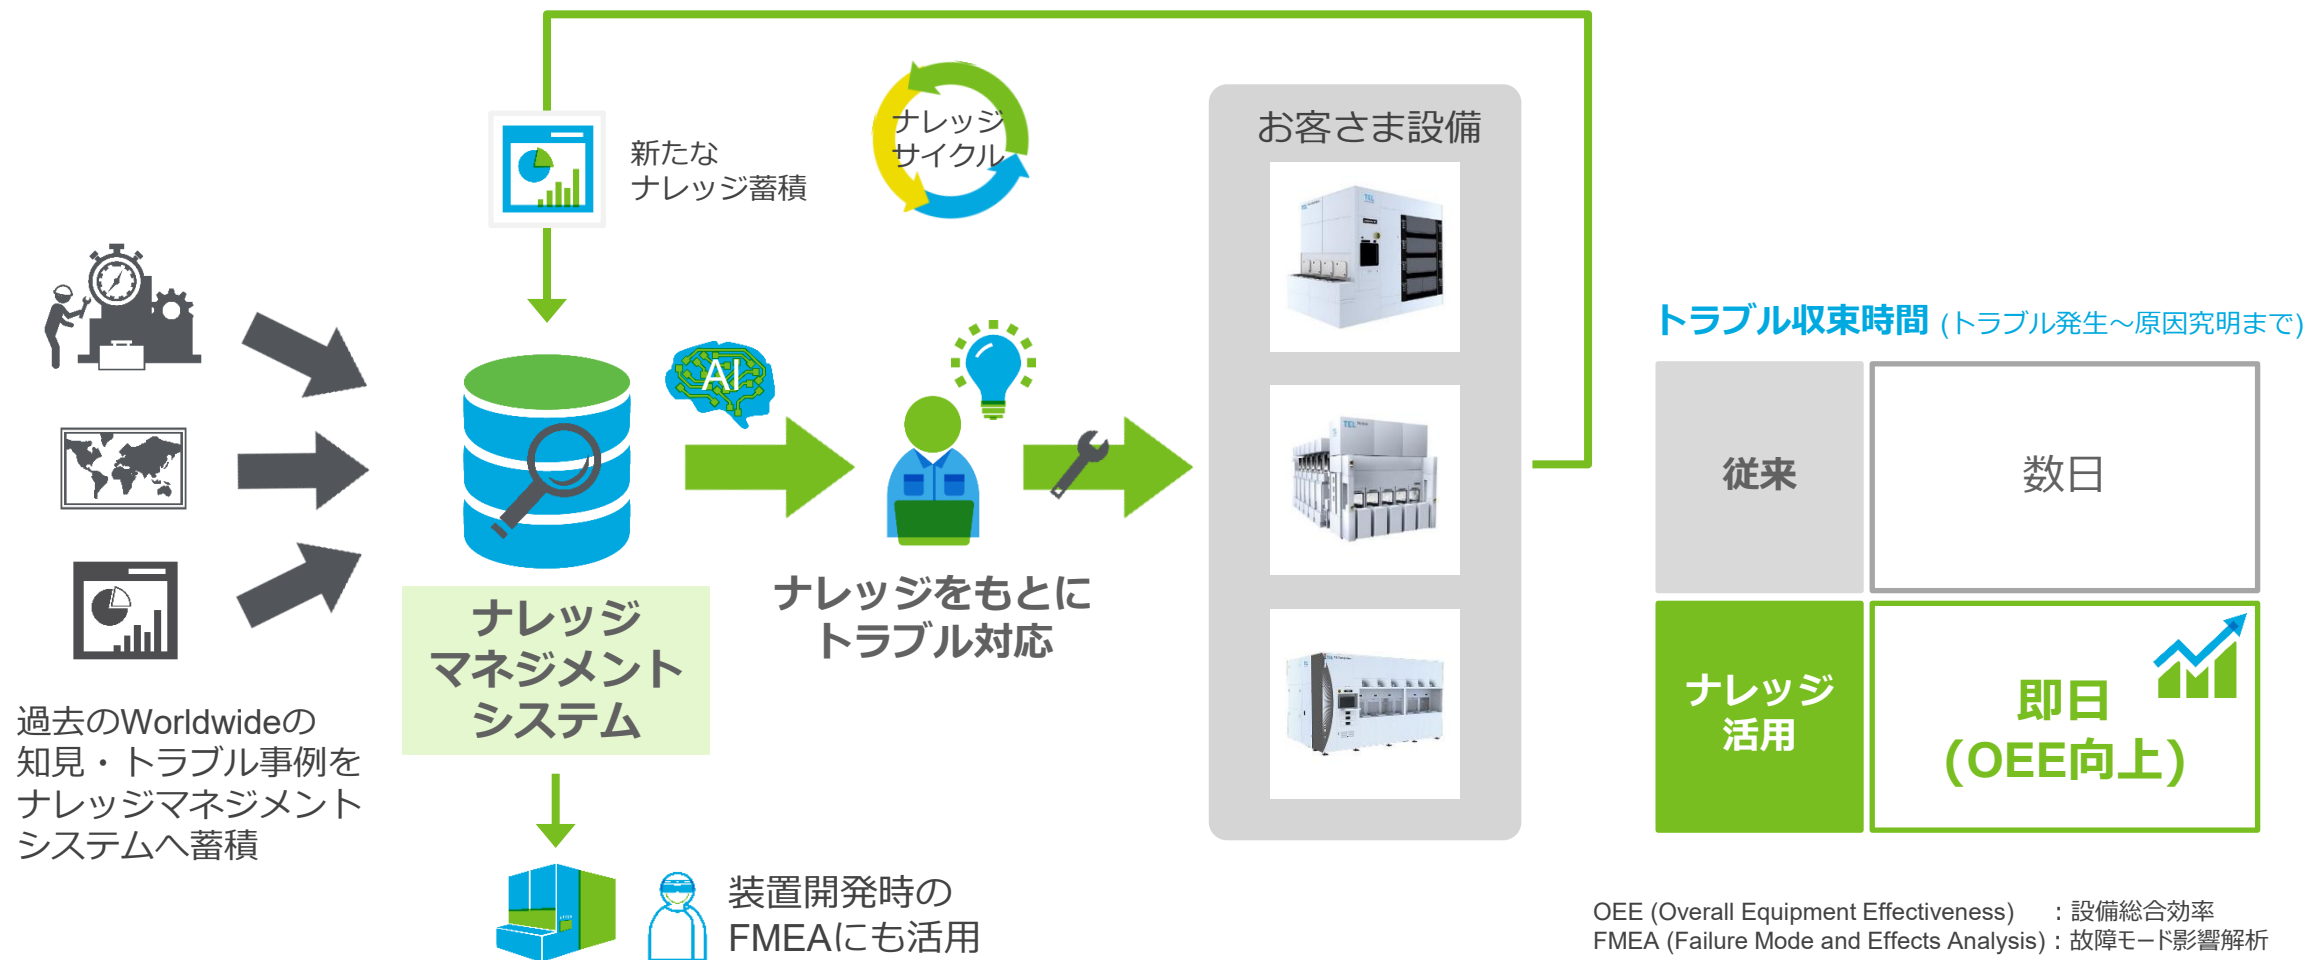 新たな
ナレッジ蓄積
ナレッジ
サイクル
お客さま設備
TEL
TEL
AI
過去のWorldwideの
知見・トラブル事例を
ナレッジマネジメント
システムへ蓄積
ナレッジ
マネジメント
システム
ナレッジをもとに
トラブル対応
装置開発時の
FMEAにも活用
トラブル収束時間 (トラブル発生～原因究明まで)
従来
数日
ナレッジ
活用
即日
(OEE向上)
OEE (Overall Equipment Effectiveness) ：設備総合効率
FMEA (Failure Mode and Effects Analysis)：故障モード影響解析